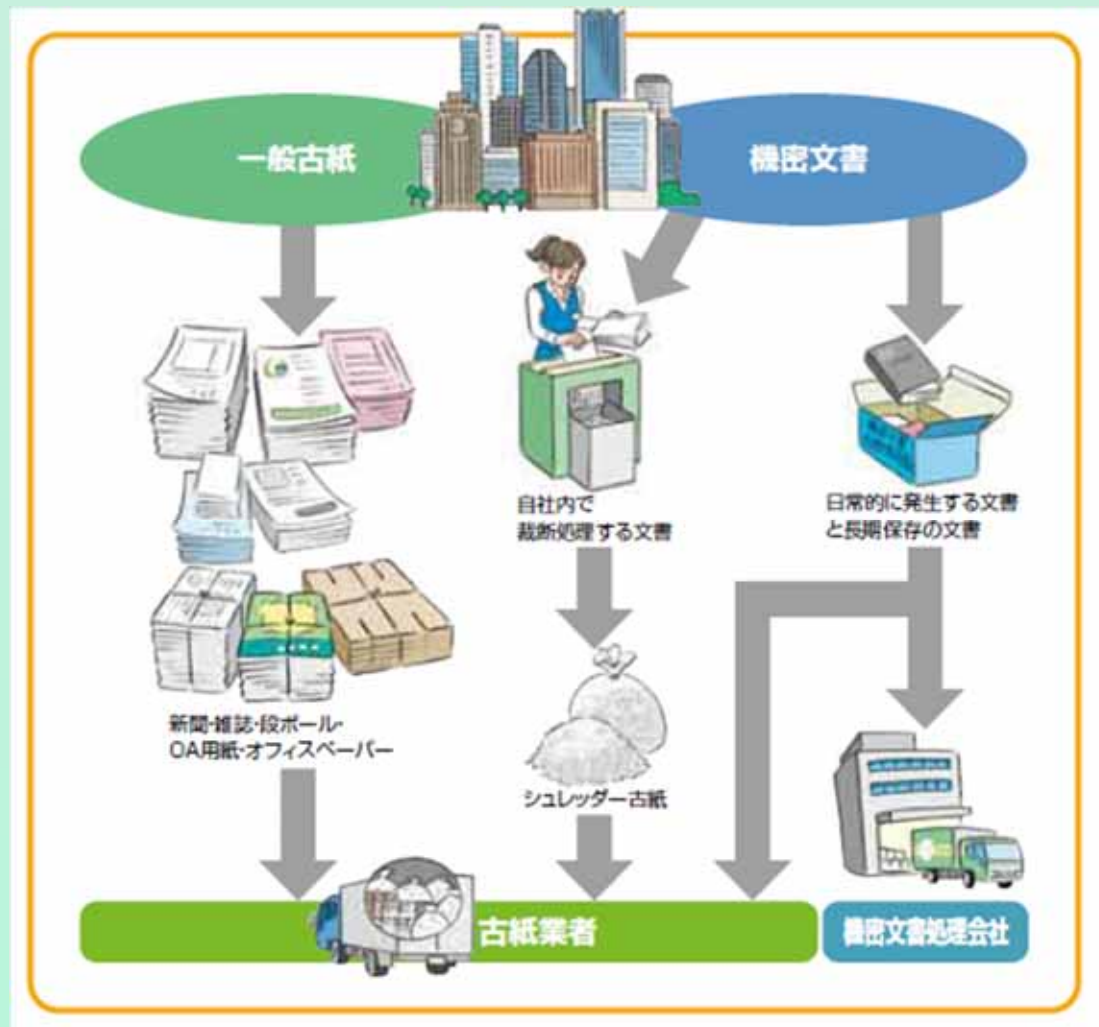 一般古紙
機密文書
自社内で
裁断処理する文書
日常的に発生する文書
と長期保存の文書
新聞・雑誌・段ボール・
OA用紙・オフィスペーパー
シュレッダー古紙
古紙業者
機密文書処理会社